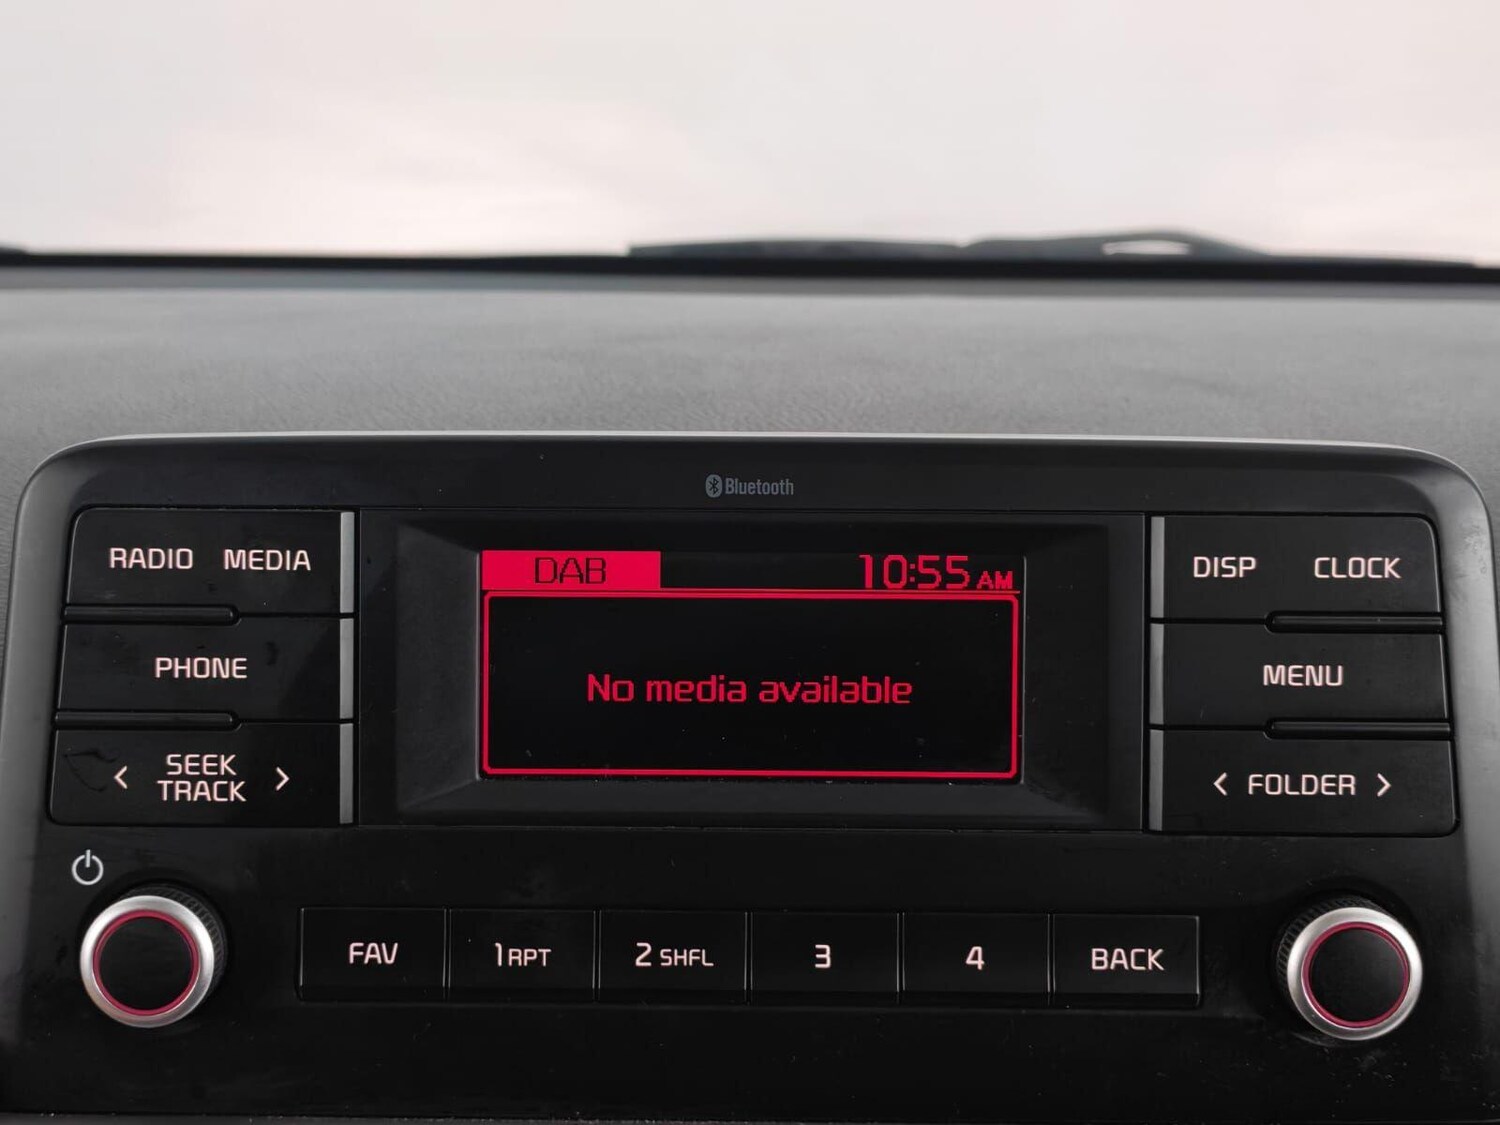 Bluetooth
RADIO MEDIA
DAB 10:55 AM
DISP CLOCK
PHONE
No media available
MENU
< SEEK TRACK >
< FOLDER >
FAV
1 RPT
2 SHFL
3
4
BACK